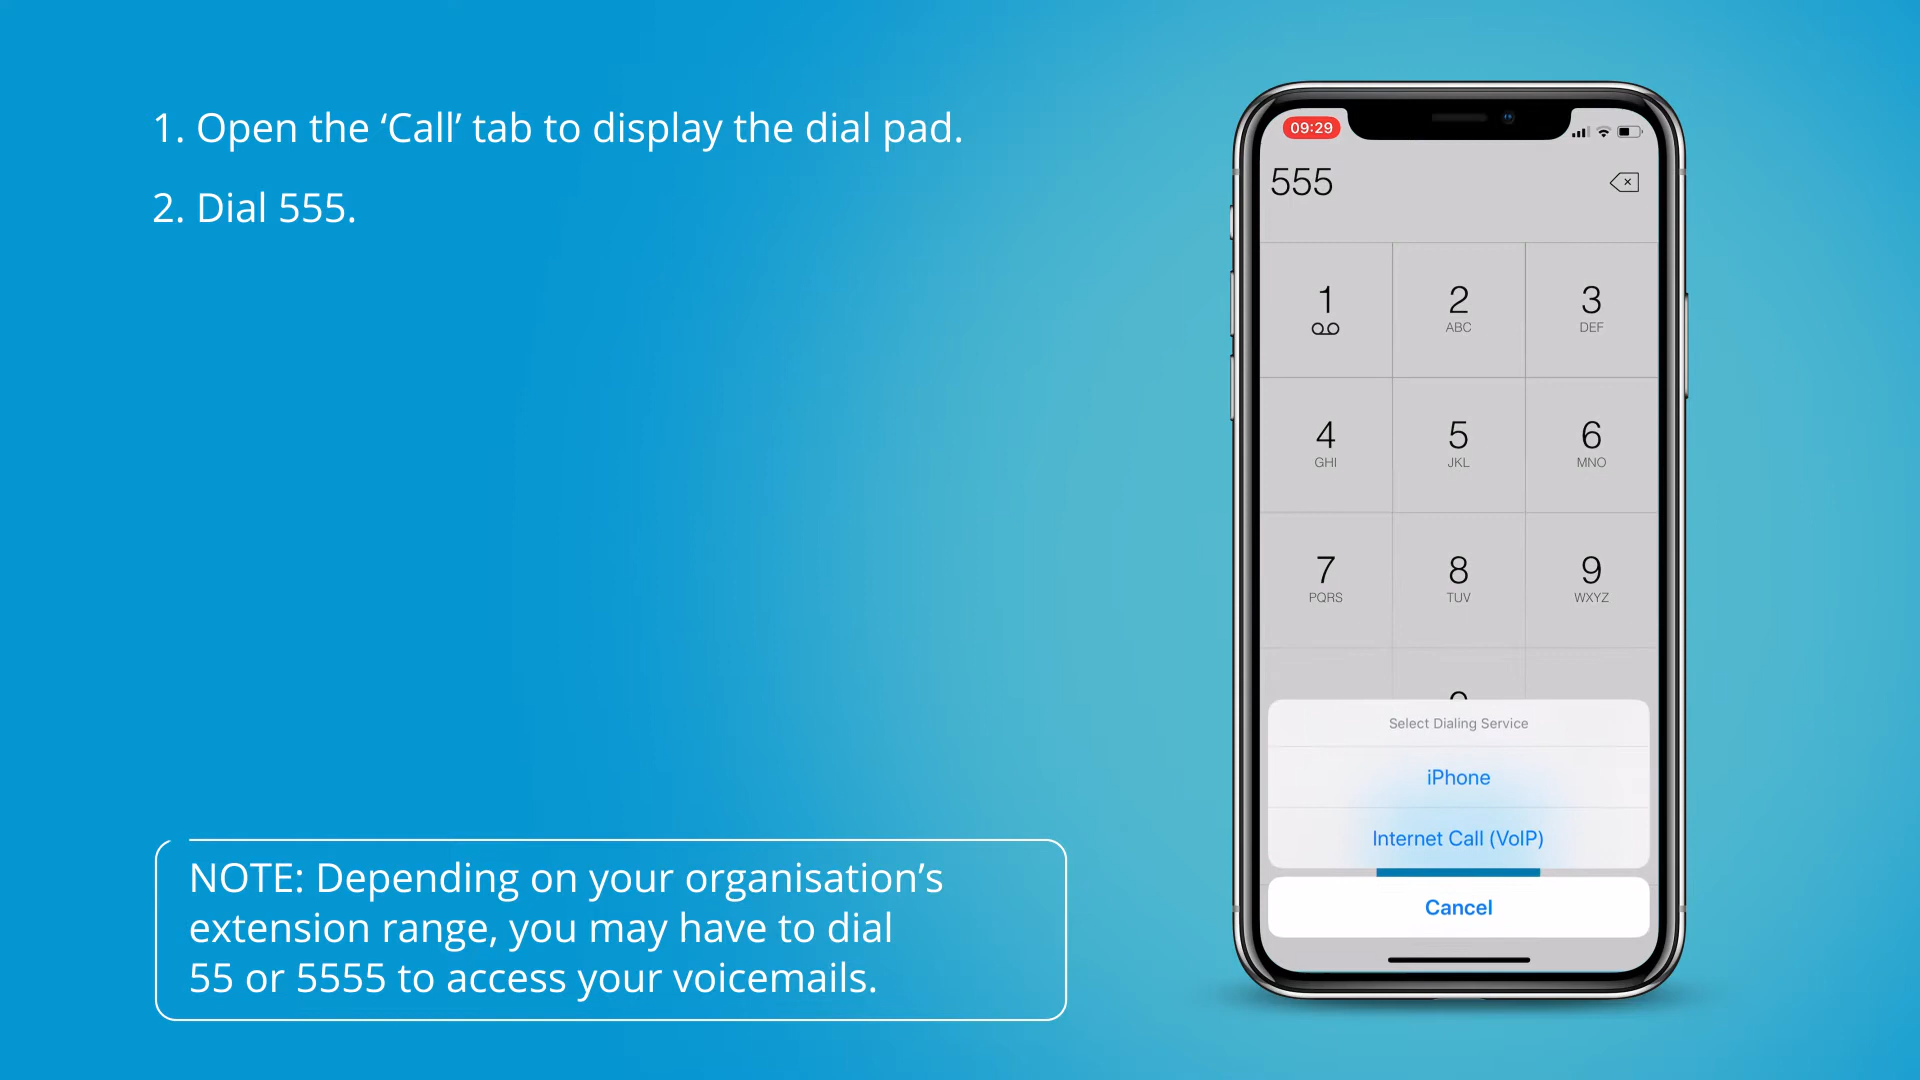 1. Open the ‘Call’ tab to display the dial pad.
2. Dial 555.
NOTE: Depending on your organisation’s
extension range, you may have to dial
55 or 5555 to access your voicemails.
09:29
555
1
2
3
ABC
DEF
4
5
6
GHI
JKL
MNO
7
8
9
PQRS
TUV
WXYZ
Select Dialing Service
iPhone
Internet Call (VoIP)
Cancel